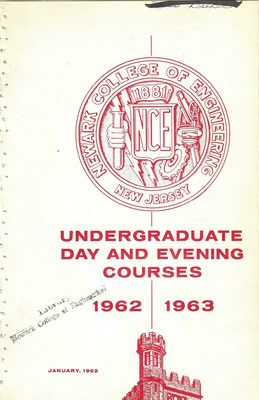 NEWARK COLLEGE OF ENGINEERING
1881
NCE
NEW JERSEY
UNDERGRADUATE
DAY AND EVENING
COURSES
1962 1963
Library
Newark College of Engineering
JANUARY, 1962